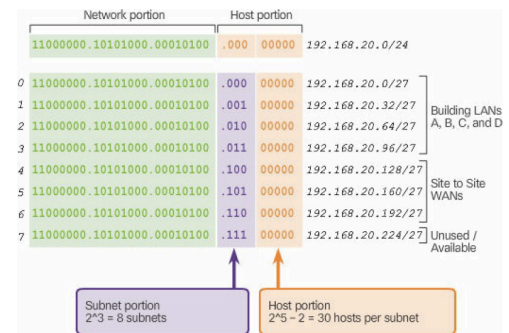 Network portion Host portion
11000000.10101000.00010100 .000 00000 192.168.20.0/24
0 11000000.10101000.00010100 .000 00000 192.168.20.0/27
1 11000000.10101000.00010100 .001 00000 192.168.20.32/27
2 11000000.10101000.00010100 .010 00000 192.168.20.64/27
3 11000000.10101000.00010100 .011 00000 192.168.20.96/27
Building LANs
A, B, C, and D
4 11000000.10101000.00010100 .100 00000 192.168.20.128/27
5 11000000.10101000.00010100 .101 00000 192.168.20.160/27
6 11000000.10101000.00010100 .110 00000 192.168.20.192/27
Site to Site
WANs
7 11000000.10101000.00010100 .111 00000 192.168.20.224/27
Unused /
Available
Subnet portion
2^3 = 8 subnets
Host portion
2^5 – 2 = 30 hosts per subnet